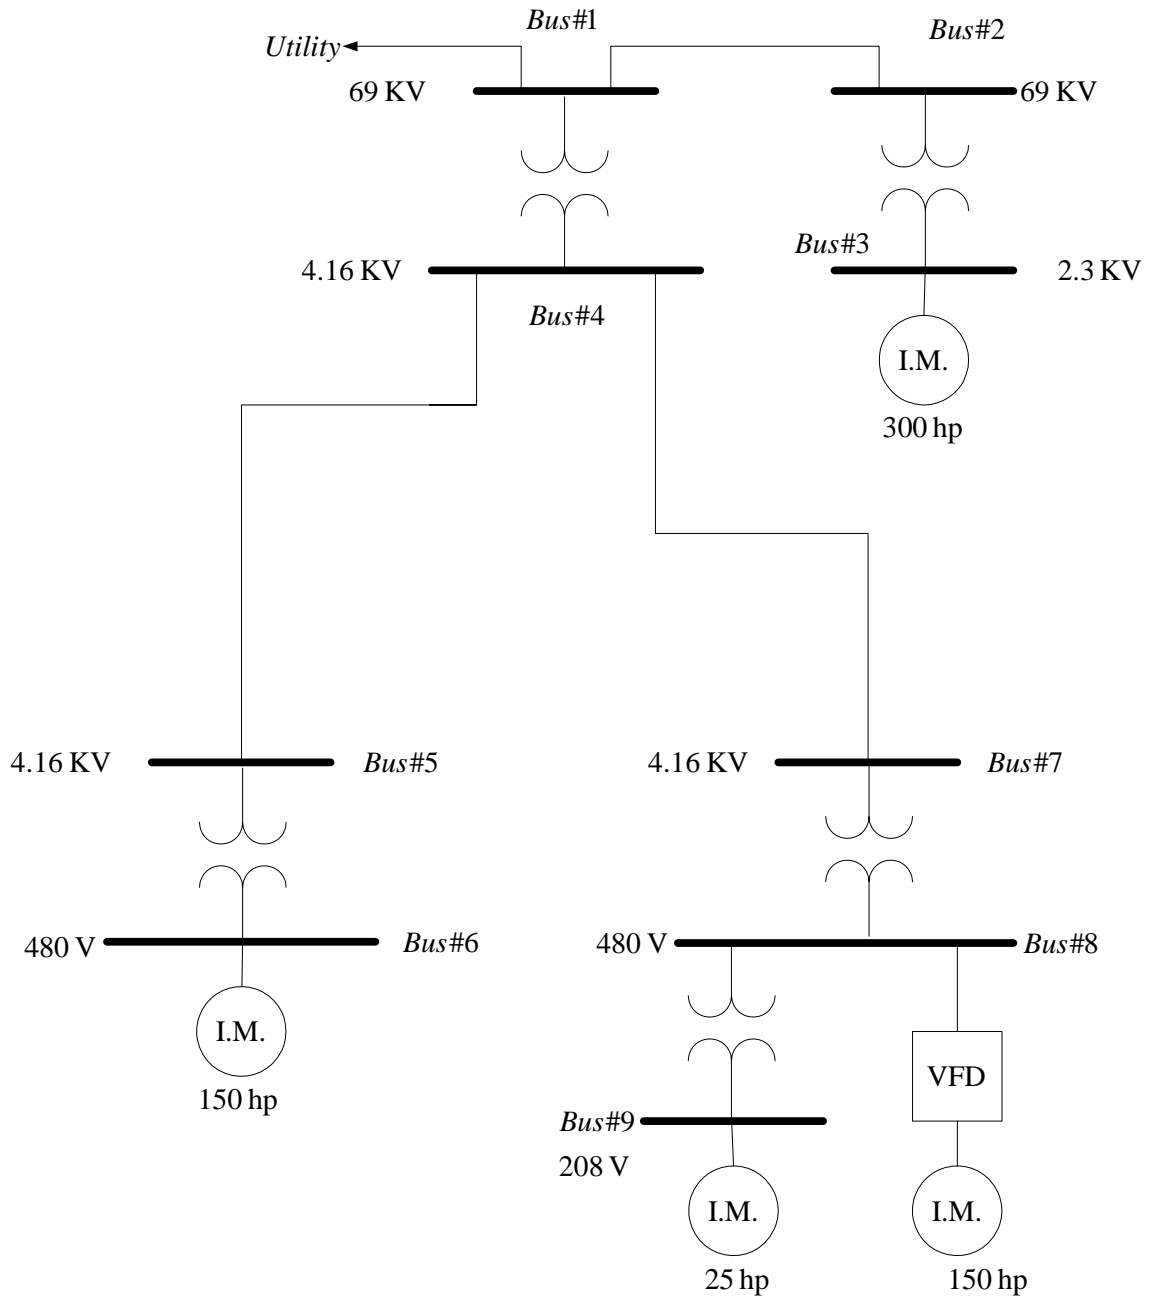 Bus#1
Bus#2
Utility
69 KV
69 KV
Bus#3
4.16 KV
2.3 KV
Bus#4
I.M.
300 hp
4.16 KV
Bus#5
4.16 KV
Bus#7
480 V
Bus#6
480 V
Bus#8
I.M.
150 hp
VFD
Bus#9
208 V
I.M.
I.M.
25 hp
150 hp